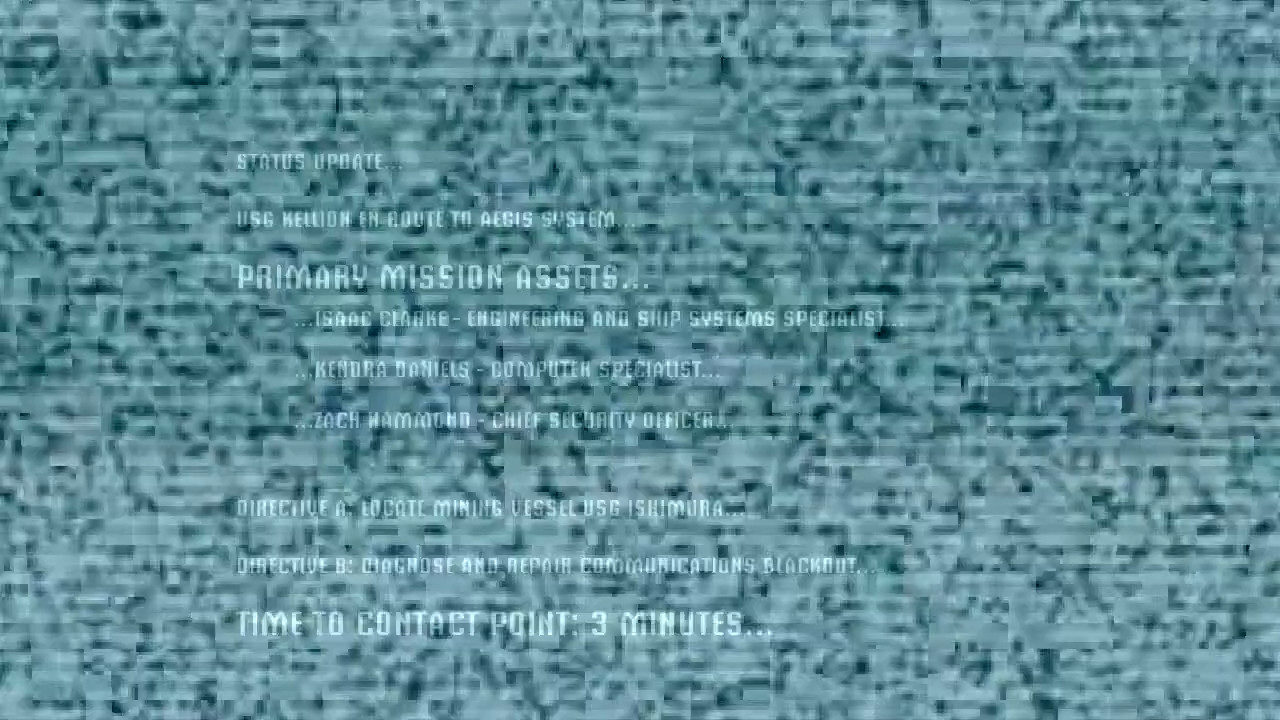 STATUS UPDATE...
USG KELLION EN ROUTE TO AEGIS SYSTEM...
PRIMARY MISSION ASSETS...
...ISAAC CLARKE - ENGINEERING AND SHIP SYSTEMS SPECIALIST...
...KENDRA DANIELS - COMPUTER SPECIALIST...
...ZACH HAMMOND - CHIEF SECURITY OFFICER...
DIRECTIVE A: LOCATE MINING VESSEL USG ISHIMURA...
DIRECTIVE B: DIAGNOSE AND REPAIR COMMUNICATIONS BLACKOUT...
TIME TO CONTACT POINT: 3 MINUTES...